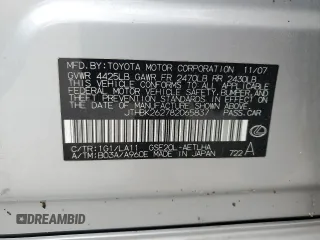 MFD.BY:TOYOTA MOTOR CORPORATION 11/07
GVWR 4425LB GAWR FR 2470LB RR 2430LB
THIS VEHICLE CONFORMS TO ALL APPLICABLE
FEDERAL MOTOR VEHICLE SAFETY, BUMPER, AND
THEFT PREVENTION STANDARDS IN EFFECT ON
THE DATE OF MANUFACTURE SHOWN ABOVE.
JTHBK262782065837 PASS.CAR
C/TR:1G1/LA11 GSE20L-AETLHA
A/TM:B03A/A960E MADE IN JAPAN 722 A
DriveGood